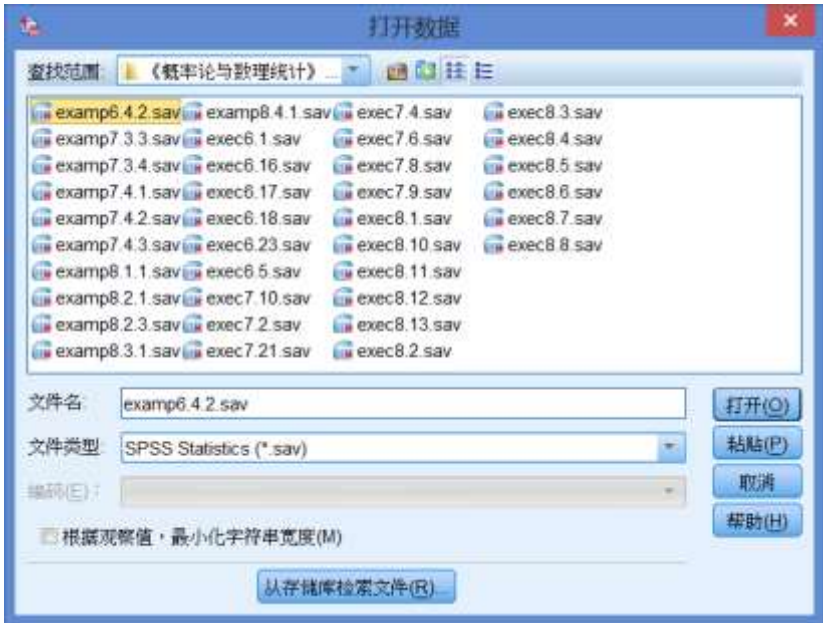 打开数据
查找范围: 《概率论与数理统计》...
examp6.4.2.sav examp8.4.1.sav exec7.4.sav exec8.3.sav
examp7.3.3.sav exec6.1.sav exec7.6.sav exec8.4.sav
examp7.3.4.sav exec6.16.sav exec7.8.sav exec8.5.sav
examp7.4.1.sav exec6.17.sav exec7.9.sav exec8.6.sav
examp7.4.2.sav exec6.18.sav exec8.1.sav exec8.7.sav
examp7.4.3.sav exec6.23.sav exec8.10.sav exec8.8.sav
examp8.1.1.sav exec6.5.sav exec8.11.sav
examp8.2.1.sav exec7.10.sav exec8.12.sav
examp8.2.3.sav exec7.2.sav exec8.13.sav
examp8.3.1.sav exec7.21.sav exec8.2.sav
文件名: examp6.4.2.sav 打开(O)
文件类型: SPSS Statistics (*.sav) 粘贴(P)
编码(E): 取消
根据观察值，最小化字符串宽度(M) 帮助(H)
从存储库检索文件(R)...